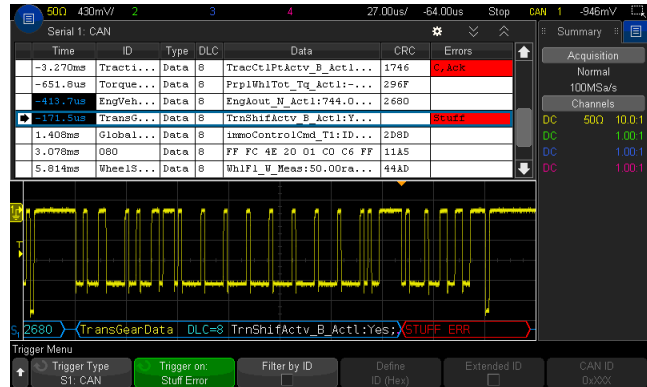 50Ω 430mV/ 2 3 4 27.00us/ -64.00us Stop CAN 1 -946mV
Serial 1: CAN Summary
Time ID Type DLC Data CRC Errors
-3.270ms Tracti... Data 8 TracCtlPtActv_B_Actl... 1746 C,Ack
-651.8us Torque... Data 8 PrplWhlTot_Tq_Actl:-... 296F
-413.7us EngVeh... Data 8 EngAout_N_Actl:744.0... 2680
-171.5us TransG... Data 8 TrnShifActv_B_Actl:Y... Stuff
1.408ms Global... Data 8 immoControlCmd_T1:ID... 2D8D
3.078ms 080 Data 8 FF FC 4E 20 01 C0 C6 FF 11A5
5.814ms WheelS... Data 8 WhlFl_W_Meas:50.00ra... 44AD
Acquisition
Normal
100MSa/s
Channels
DC 50Ω 10.0:1
DC 1.00:1
DC 1.00:1
DC 1.00:1
T
S1 2680 TransGearData DLC=8 TrnShifActv_B_Actl:Yes; STUFF ERR
Trigger Menu
Trigger Type
S1: CAN
Trigger on:
Stuff Error
Filter by ID
Define
ID (Hex)
Extended ID
CAN ID
0xXXX